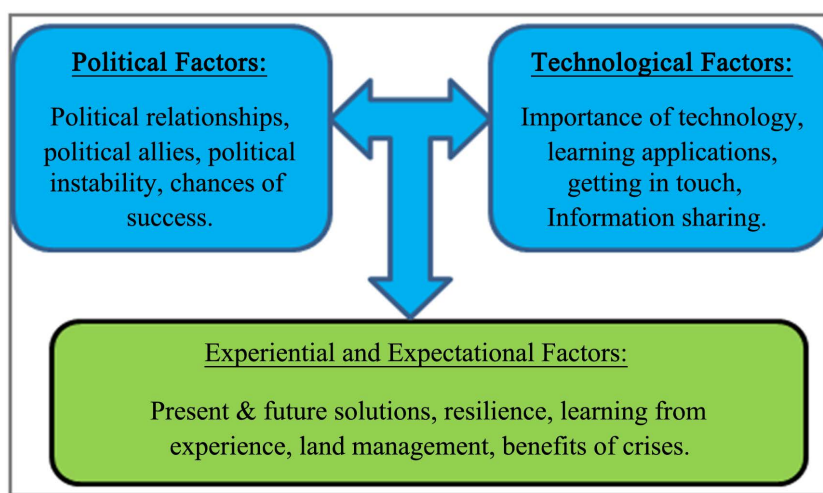 Political Factors:
Political relationships,
political allies, political
instability, chances of
success.
Technological Factors:
Importance of technology,
learning applications,
getting in touch,
Information sharing.
Experiential and Expectational Factors:
Present & future solutions, resilience, learning from
experience, land management, benefits of crises.